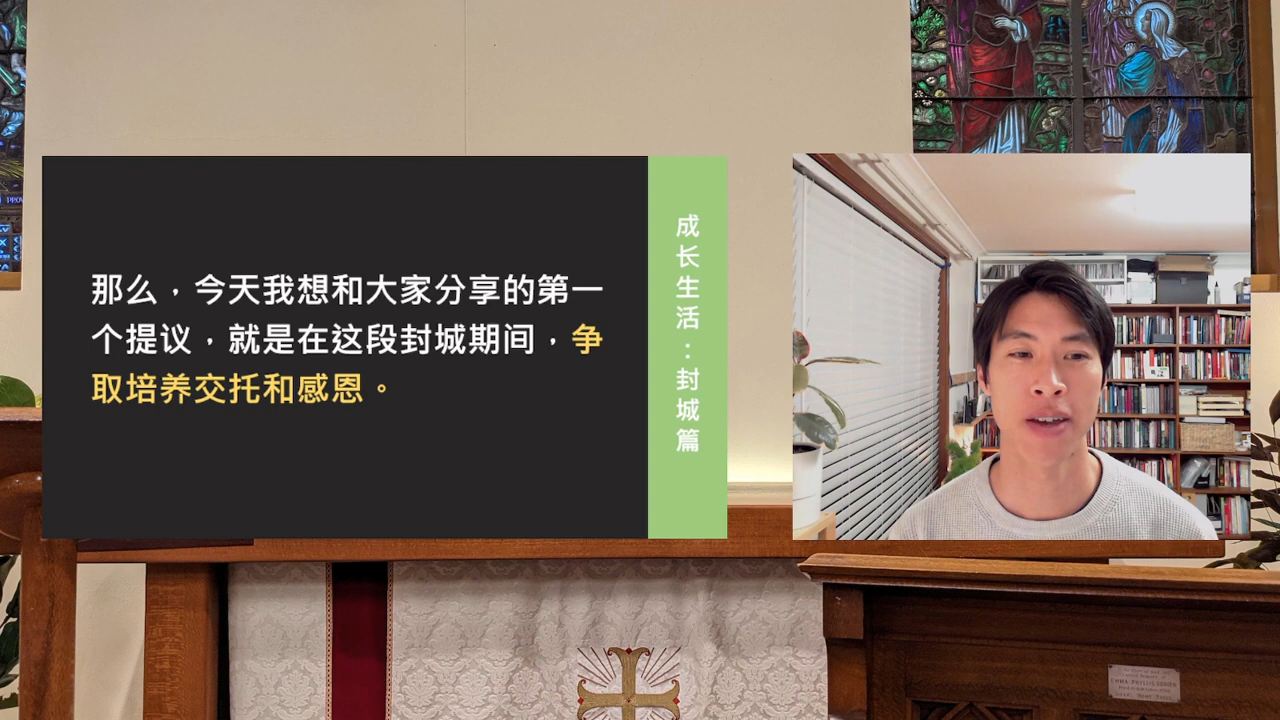 那么，今天我想和大家分享的第一
个提议，就是在这段封城期间，争
取培养交托和感恩。
成长生活：封城篇